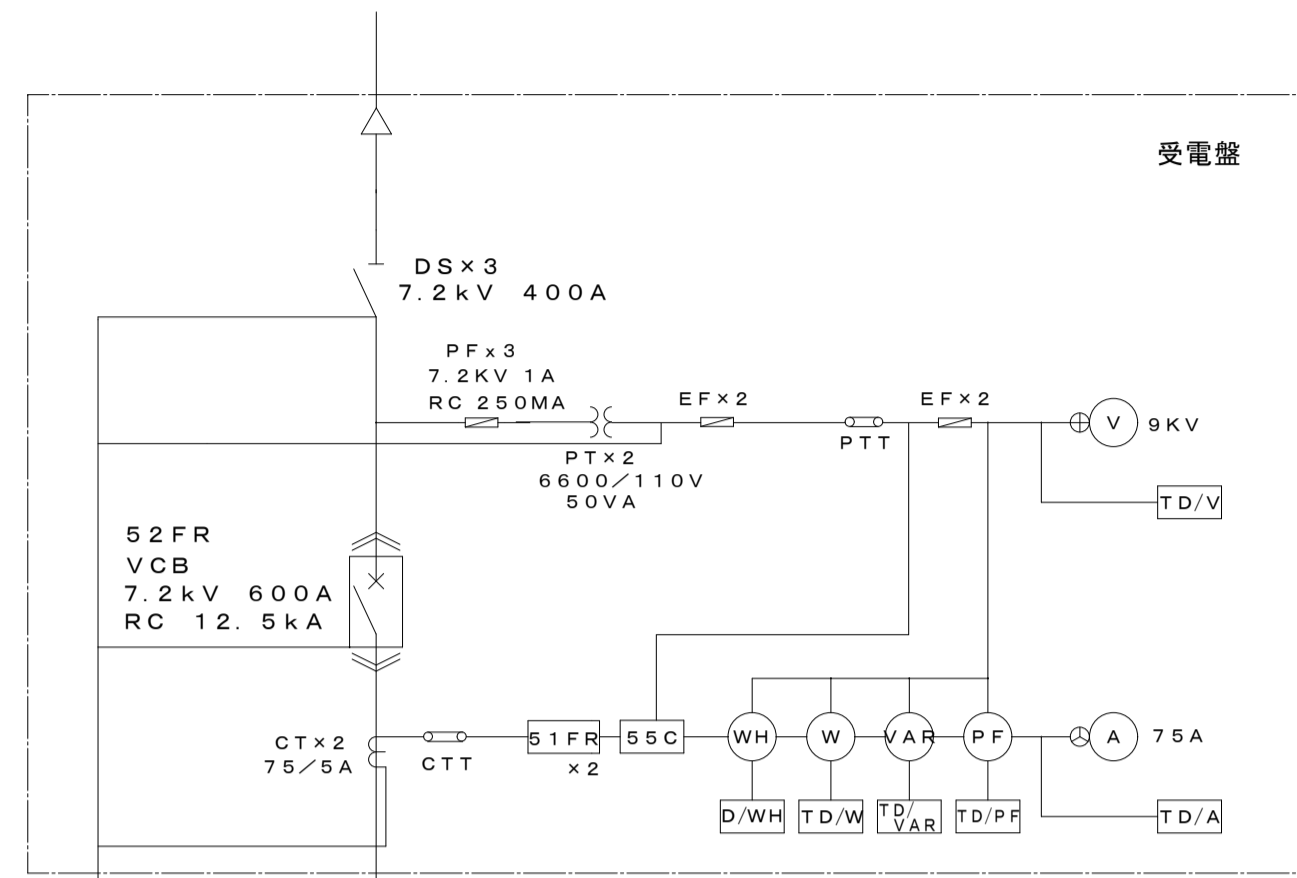 受電盤
DS×3
7.2kV 400A
PFx3
7.2KV 1A
RC 250MA
EF×2
EF×2
V
9KV
PTT
PT×2
6600/110V
50VA
TD/V
52FR
VCB
7.2kV 600A
RC 12.5kA
CT×2
75/5A
CTT
51FR
×2
55C
WH
W
VAR
PF
A
75A
D/WH
TD/W
TD/
VAR
TD/PF
TD/A